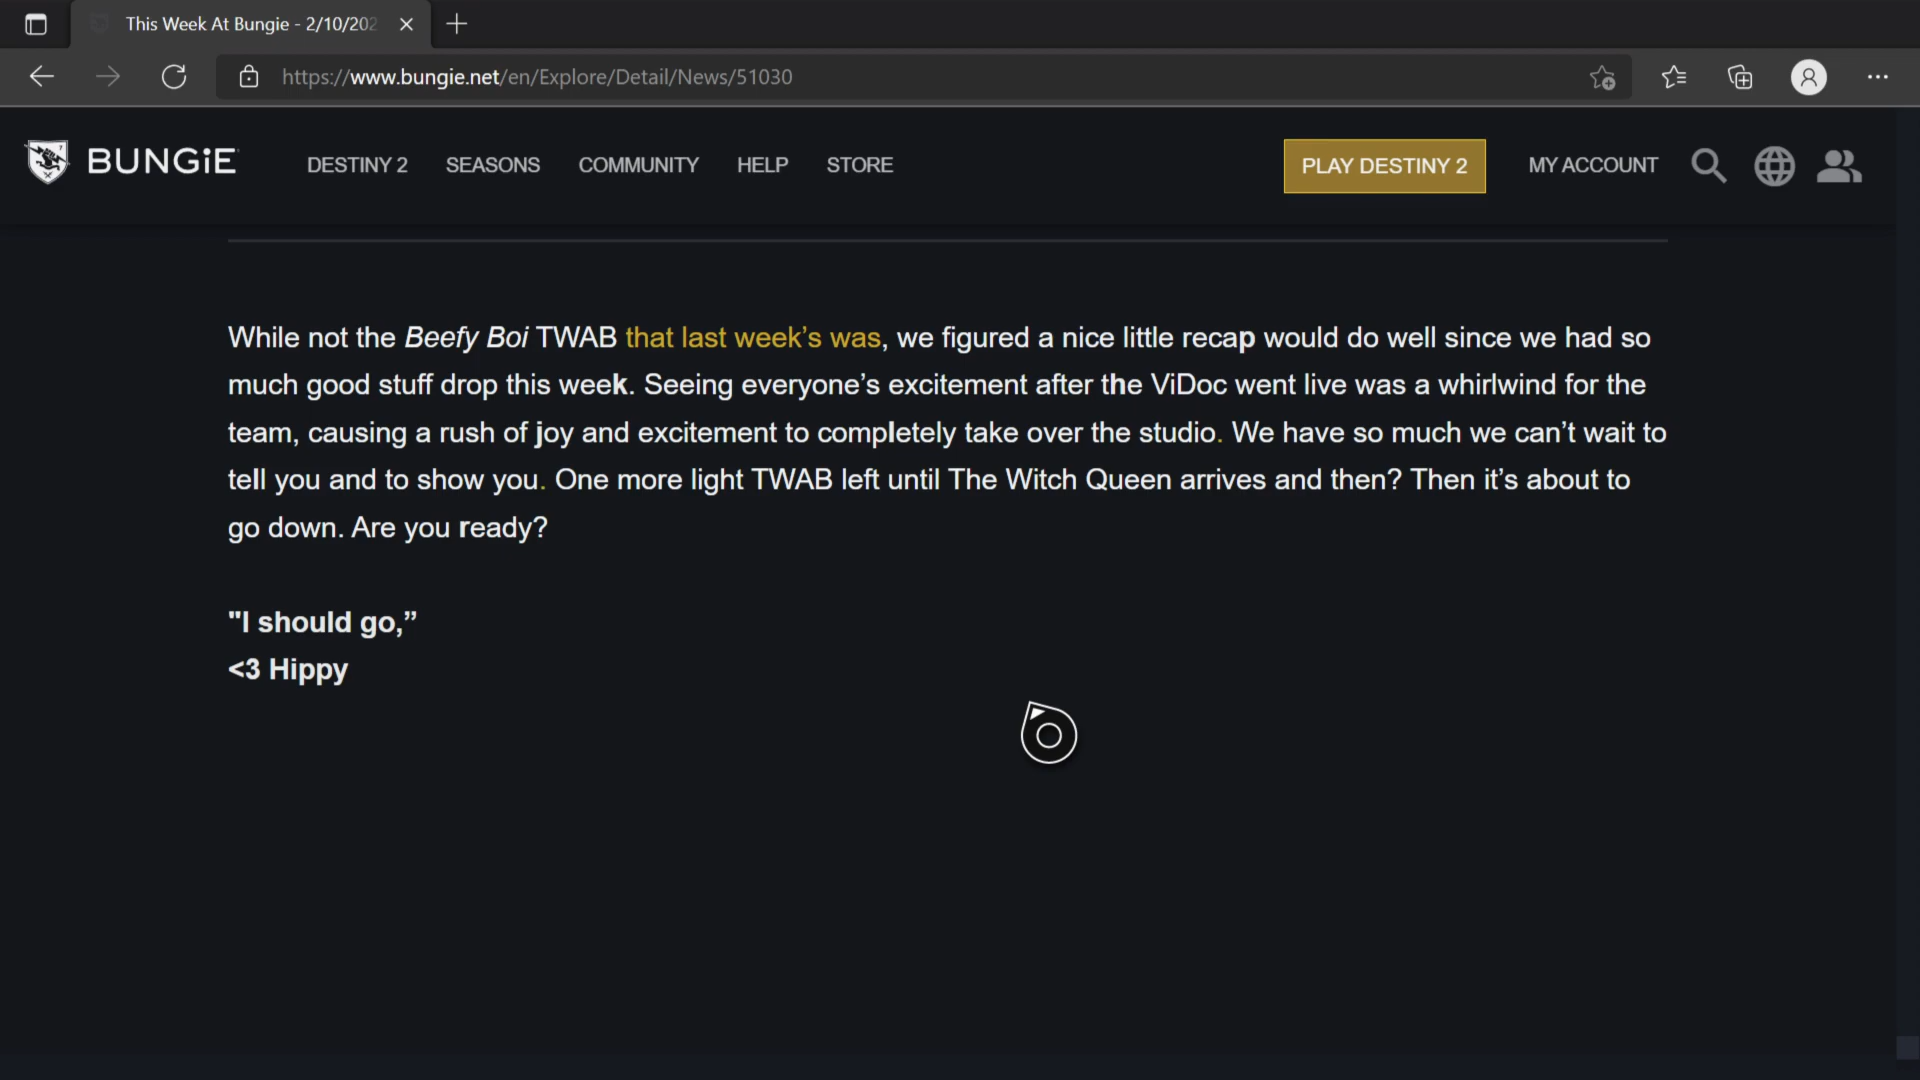 This Week At Bungie - 2/10/202
https://www.bungie.net/en/Explore/Detail/News/51030
BUNGiE
DESTINY 2 SEASONS COMMUNITY HELP STORE
PLAY DESTINY 2
MY ACCOUNT
While not the Beefy Boi TWAB that last week’s was, we figured a nice little recap would do well since we had so
much good stuff drop this week. Seeing everyone’s excitement after the ViDoc went live was a whirlwind for the
team, causing a rush of joy and excitement to completely take over the studio. We have so much we can’t wait to
tell you and to show you. One more light TWAB left until The Witch Queen arrives and then? Then it’s about to
go down. Are you ready?
"I should go,”
<3 Hippy